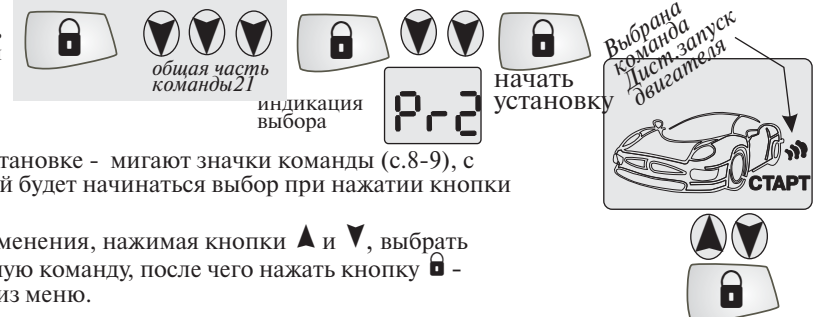 общая часть
команды21
индикация
выбора
Pr2
начать
установку
Выбрана
команда
Дист.запуск
двигателя
СТАРТ
тановке - мигают значки команды (с.8-9), с
й будет начинаться выбор при нажатии кнопки
менения, нажимая кнопки ▲ и ▼, выбрать
ную команду, после чего нажать кнопку -
из меню.